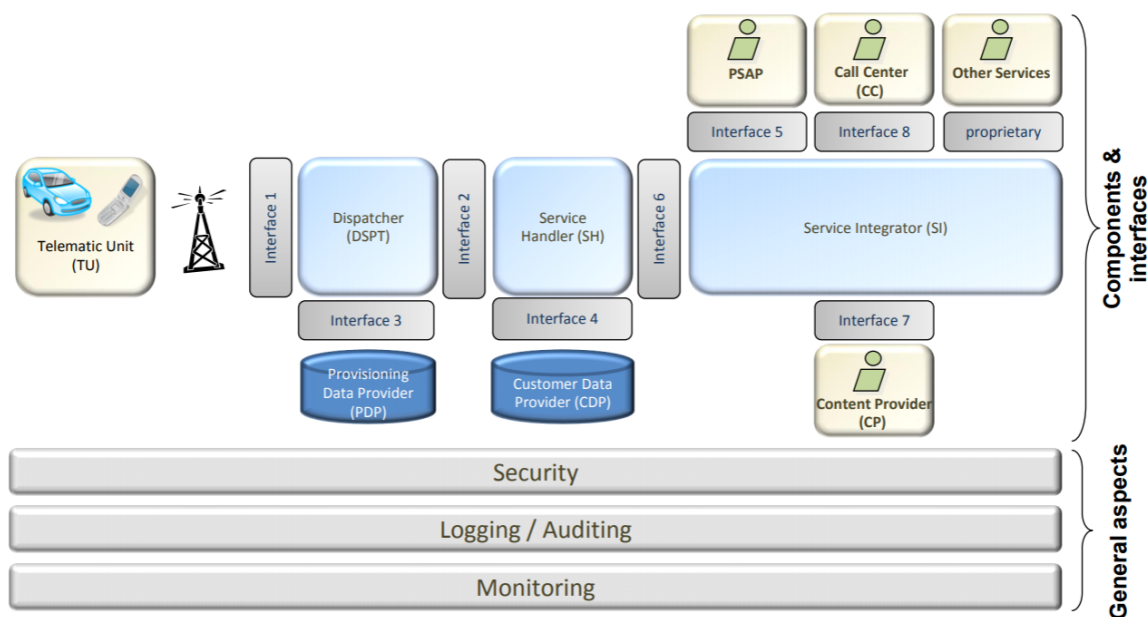 PSAP
Call Center
(CC)
Other Services
Interface 5
Interface 8
proprietary
Telematic Unit
(TU)
Interface 1
Dispatcher
(DSPT)
Interface 2
Service
Handler (SH)
Interface 6
Service Integrator (SI)
Interface 3
Interface 4
Interface 7
Provisioning
Data Provider
(PDP)
Customer Data
Provider (CDP)
Content Provider
(CP)
Components &
interfaces
Security
Logging / Auditing
Monitoring
General aspects